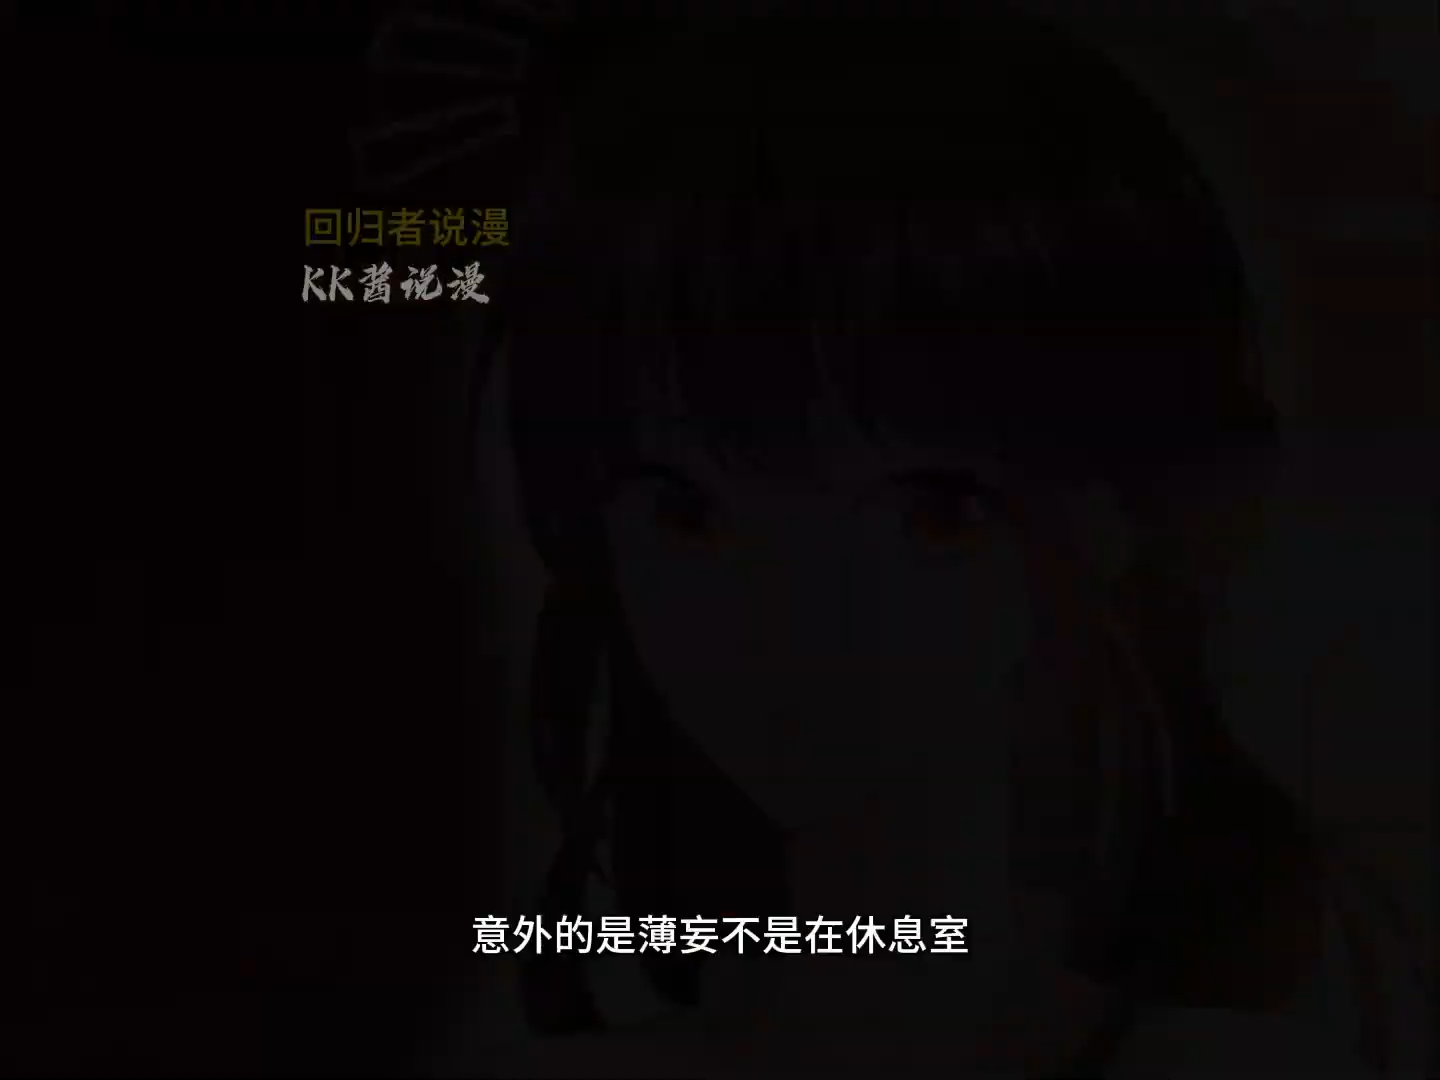 回归者说漫
KK酱说漫
意外的是薄妄不是在休息室